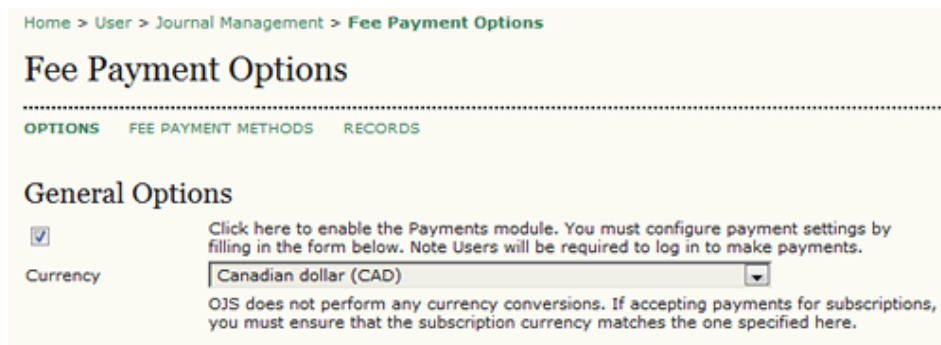 Home > User > Journal Management > Fee Payment Options
Fee Payment Options
OPTIONS FEE PAYMENT METHODS RECORDS
General Options
Click here to enable the Payments module. You must configure payment settings by
filling in the form below. Note Users will be required to log in to make payments.
Currency Canadian dollar (CAD)
OJS does not perform any currency conversions. If accepting payments for subscriptions,
you must ensure that the subscription currency matches the one specified here.